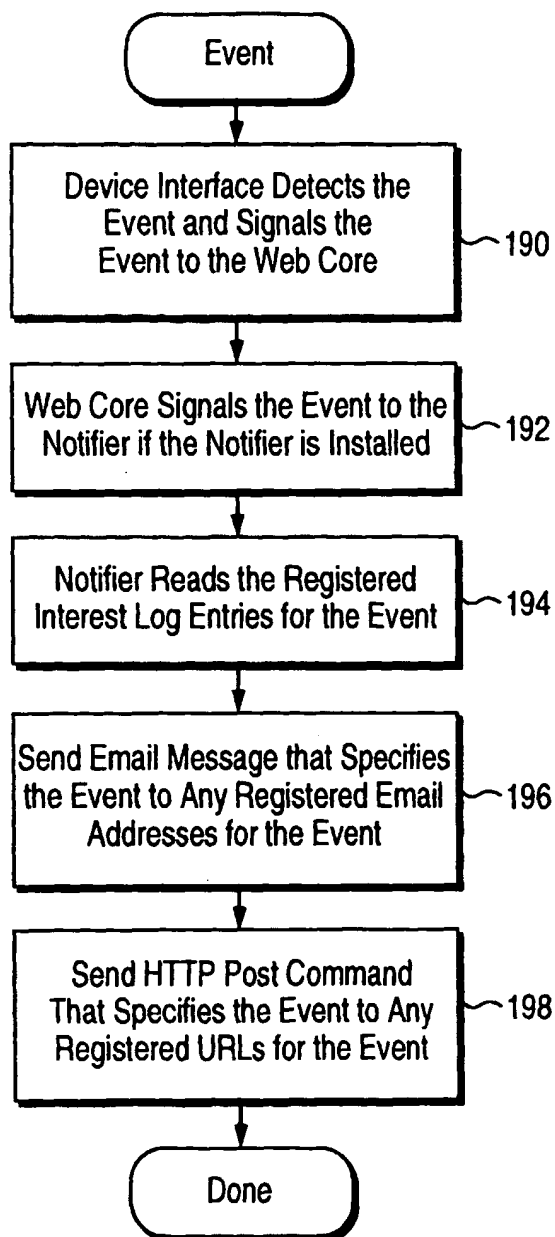 Event
Device Interface Detects the
Event and Signals the
Event to the Web Core
190
Web Core Signals the Event to the
Notifier if the Notifier is Installed
192
Notifier Reads the Registered
Interest Log Entries for the Event
194
Send Email Message that Specifies
the Event to Any Registered Email
Addresses for the Event
196
Send HTTP Post Command
That Specifies the Event to Any
Registered URLs for the Event
198
Done